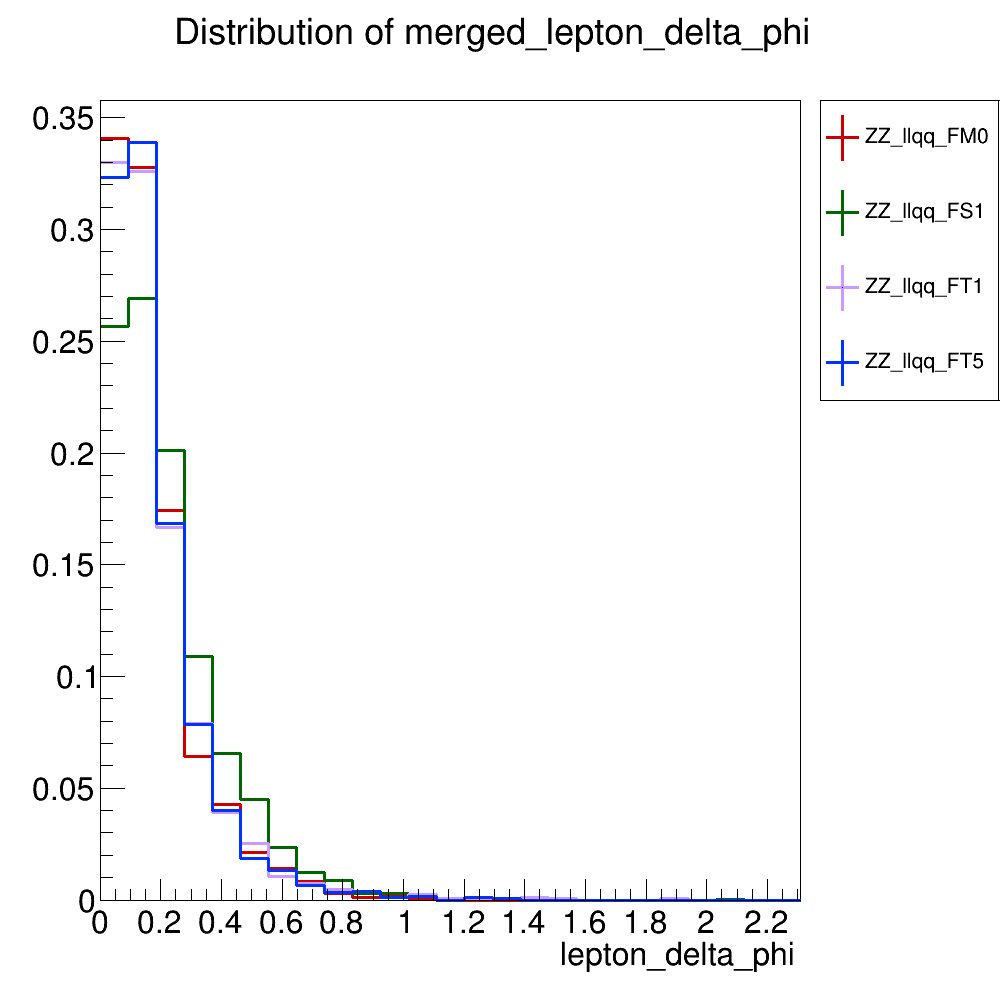 Distribution of merged_lepton_delta_phi
0.35
0.3
0.25
0.2
0.15
0.1
0.05
0
0 0.2 0.4 0.6 0.8 1 1.2 1.4 1.6 1.8 2 2.2
lepton_delta_phi
ZZ_llqq_FM0
ZZ_llqq_FS1
ZZ_llqq_FT1
ZZ_llqq_FT5